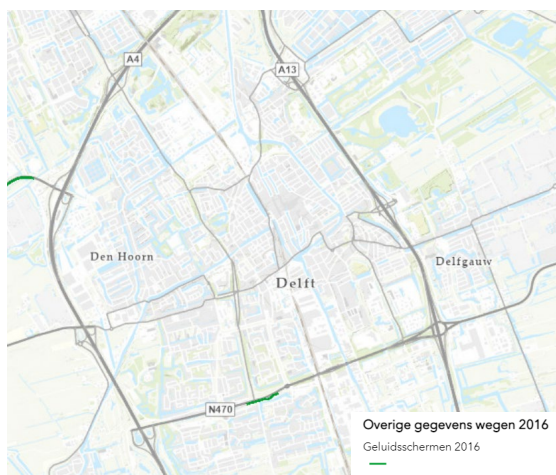 A4
A13
Den Hoorn
Delfgauw
Delft
N470
Overige gegevens wegen 2016
Geluidsschermen 2016